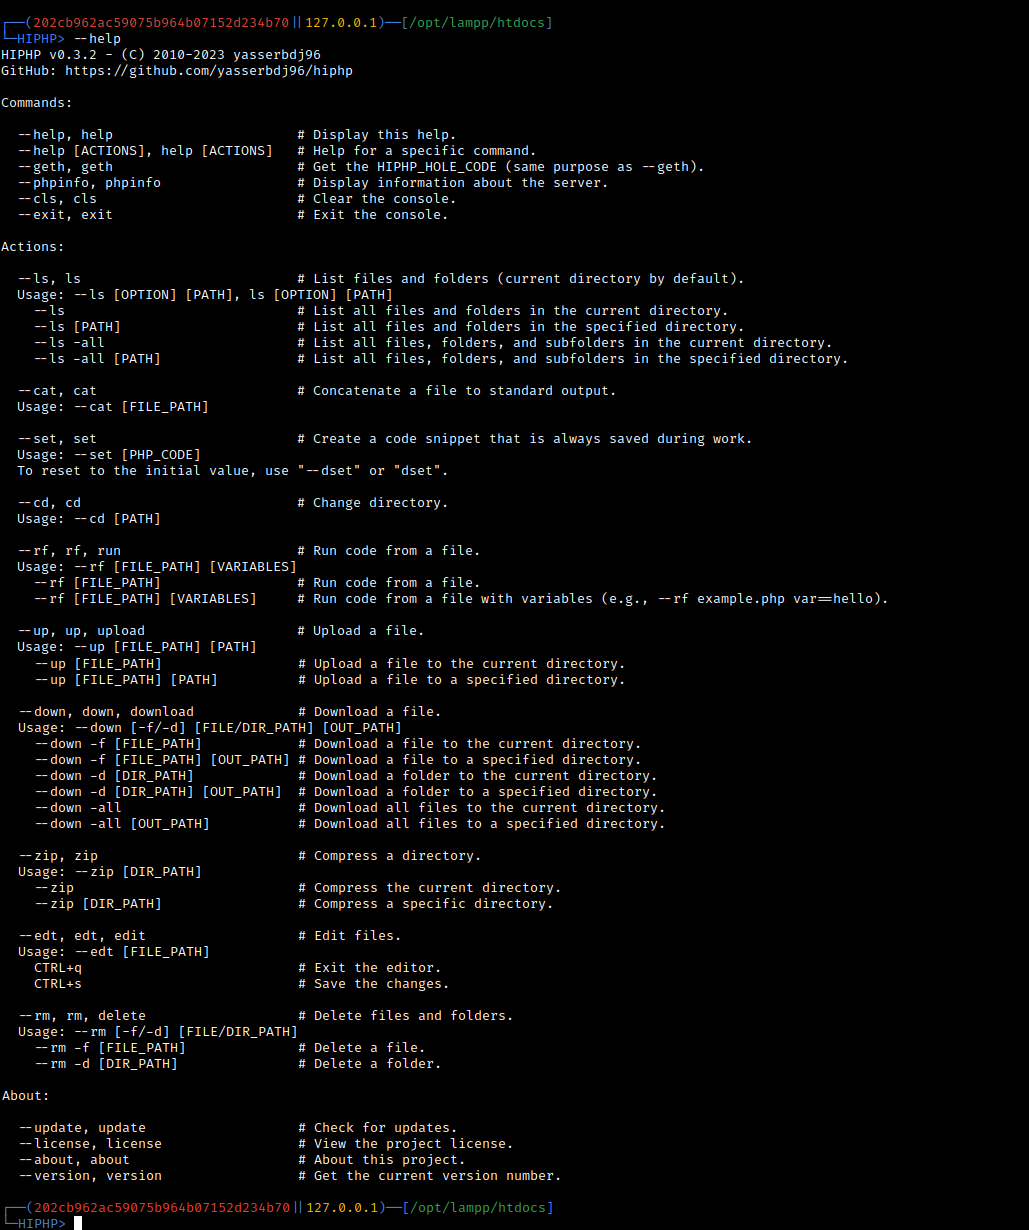 ┌──(202cb962ac59075b964b07152d234b70||127.0.0.1)──[/opt/lampp/htdocs]
└─HIPHP> --help
HIPHP v0.3.2 - (C) 2010-2023 yasserbdj96
GitHub: https://github.com/yasserbdj96/hiphp
Commands:
--help, help # Display this help.
--help [ACTIONS], help [ACTIONS] # Help for a specific command.
--geth, geth # Get the HIPHP_HOLE_CODE (same purpose as --geth).
--phpinfo, phpinfo # Display information about the server.
--cls, cls # Clear the console.
--exit, exit # Exit the console.
Actions:
--ls, ls # List files and folders (current directory by default).
Usage: --ls [OPTION] [PATH], ls [OPTION] [PATH]
--ls # List all files and folders in the current directory.
--ls [PATH] # List all files and folders in the specified directory.
--ls -all # List all files, folders, and subfolders in the current directory.
--ls -all [PATH] # List all files, folders, and subfolders in the specified directory.
--cat, cat # Concatenate a file to standard output.
Usage: --cat [FILE_PATH]
--set, set # Create a code snippet that is always saved during work.
Usage: --set [PHP_CODE]
To reset to the initial value, use "--dset" or "dset".
--cd, cd # Change directory.
Usage: --cd [PATH]
--rf, rf, run # Run code from a file.
Usage: --rf [FILE_PATH] [VARIABLES]
--rf [FILE_PATH] # Run code from a file.
--rf [FILE_PATH] [VARIABLES] # Run code from a file with variables (e.g., --rf example.php var==hello).
--up, up, upload # Upload a file.
Usage: --up [FILE_PATH] [PATH]
--up [FILE_PATH] # Upload a file to the current directory.
--up [FILE_PATH] [PATH] # Upload a file to a specified directory.
--down, down, download # Download a file.
Usage: --down [-f/-d] [FILE/DIR_PATH] [OUT_PATH]
--down -f [FILE_PATH] # Download a file to the current directory.
--down -f [FILE_PATH] [OUT_PATH] # Download a file to a specified directory.
--down -d [DIR_PATH] # Download a folder to the current directory.
--down -d [DIR_PATH] [OUT_PATH] # Download a folder to a specified directory.
--down -all # Download all files to the current directory.
--down -all [OUT_PATH] # Download all files to a specified directory.
--zip, zip # Compress a directory.
Usage: --zip [DIR_PATH]
--zip # Compress the current directory.
--zip [DIR_PATH] # Compress a specific directory.
--edt, edt, edit # Edit files.
Usage: --edt [FILE_PATH]
CTRL+q # Exit the editor.
CTRL+s # Save the changes.
--rm, rm, delete # Delete files and folders.
Usage: --rm [-f/-d] [FILE/DIR_PATH]
--rm -f [FILE_PATH] # Delete a file.
--rm -d [DIR_PATH] # Delete a folder.
About:
--update, update # Check for updates.
--license, license # View the project license.
--about, about # About this project.
--version, version # Get the current version number.
┌──(202cb962ac59075b964b07152d234b70||127.0.0.1)──[/opt/lampp/htdocs]
└─HIPHP>